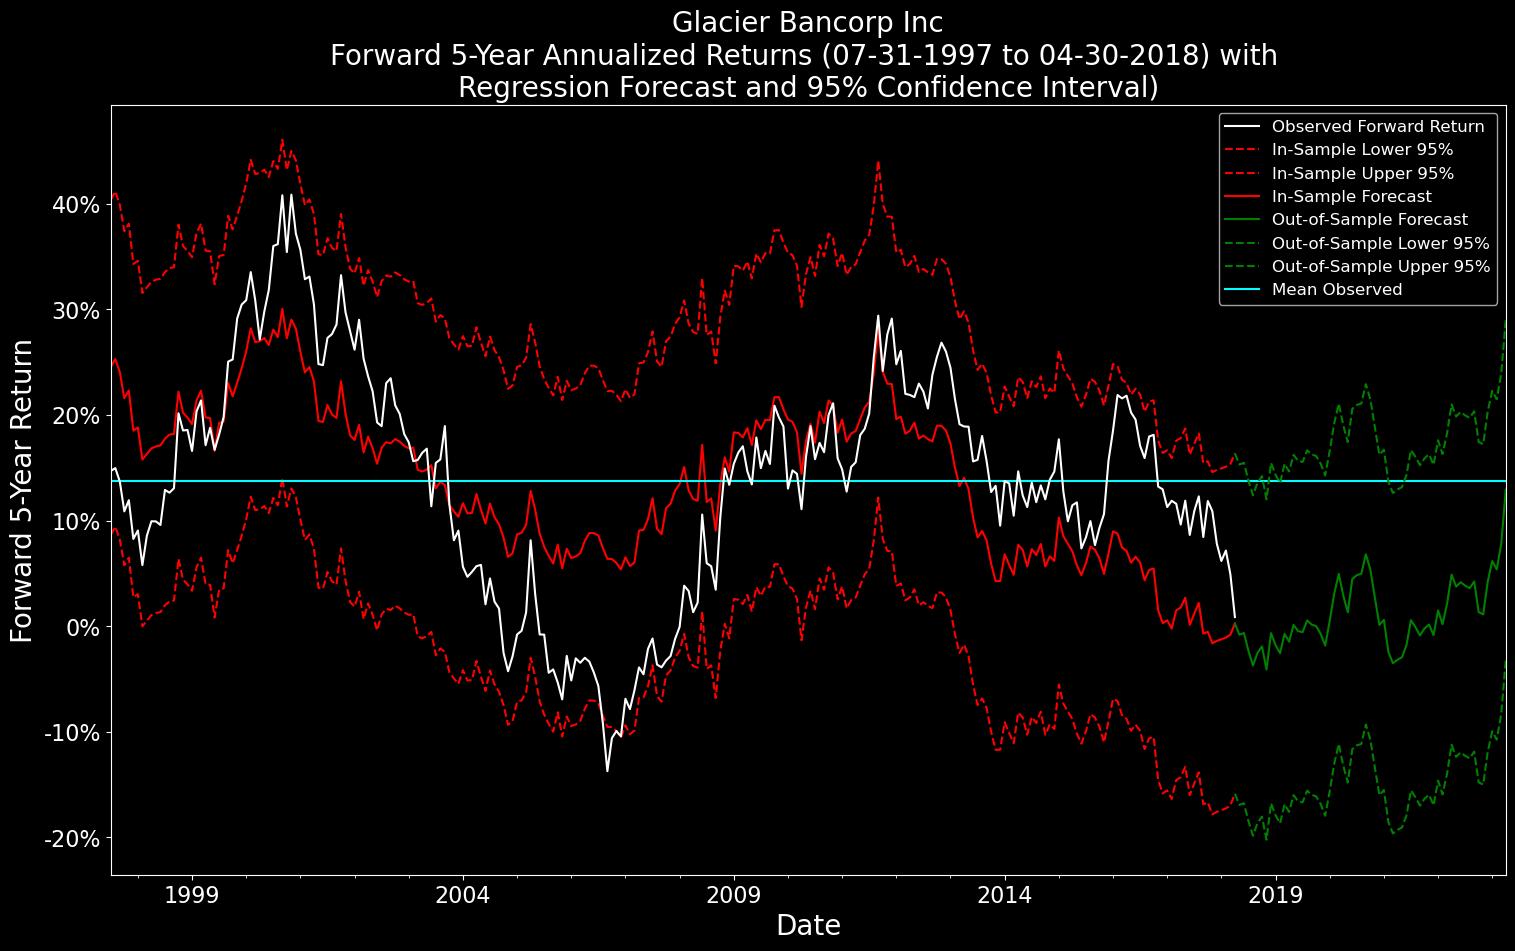 Glacier Bancorp Inc
Forward 5-Year Annualized Returns (07-31-1997 to 04-30-2018) with
Regression Forecast and 95% Confidence Interval)
Observed Forward Return
In-Sample Lower 95%
In-Sample Upper 95%
In-Sample Forecast
Out-of-Sample Forecast
Out-of-Sample Lower 95%
Out-of-Sample Upper 95%
Mean Observed
Forward 5-Year Return
40%
30%
20%
10%
0%
-10%
-20%
1999
2004
2009
2014
2019
Date